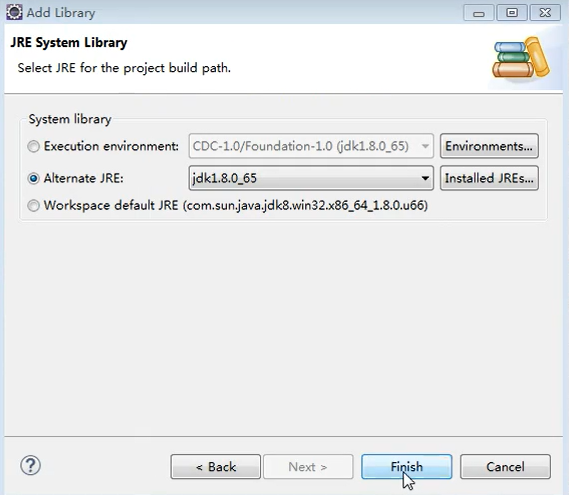 Add Library
JRE System Library
Select JRE for the project build path.
System library
Execution environment: CDC-1.0/Foundation-1.0 (jdk1.8.0_65) Environments...
Alternate JRE: jdk1.8.0_65 Installed JREs...
Workspace default JRE (com.sun.java.jdk8.win32.x86_64_1.8.0.u66)
? < Back Next > Finish Cancel